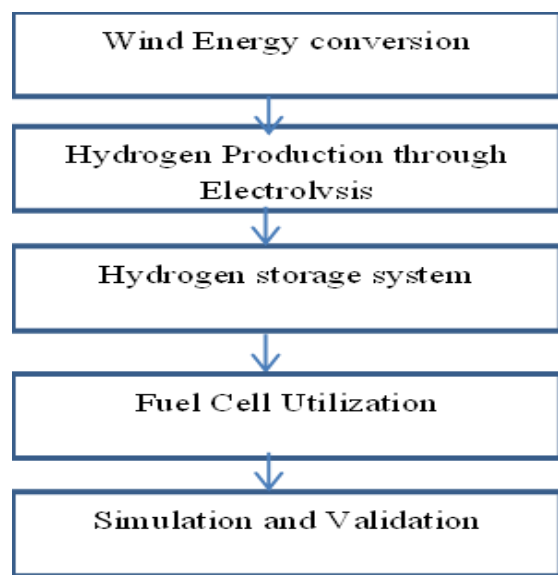 Wind Energy conversion
Hydrogen Production through
Electrolysis
Hydrogen storage system
Fuel Cell Utilization
Simulation and Validation